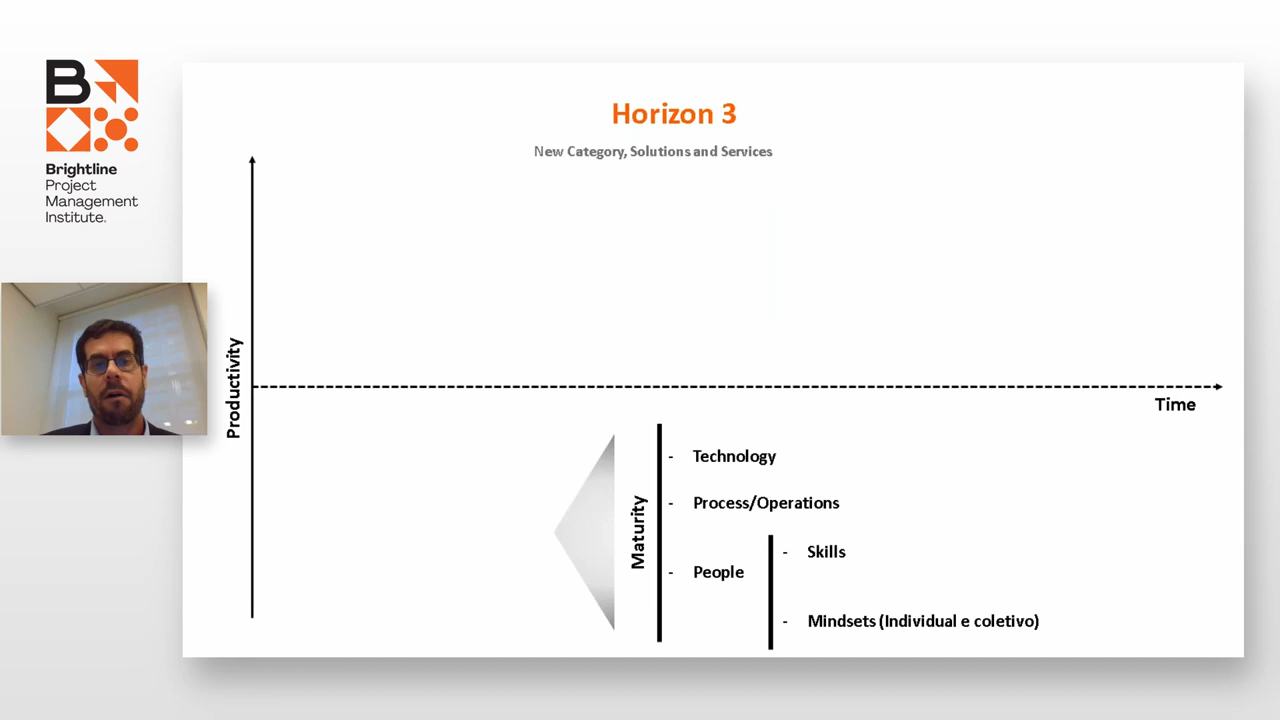 B
Brightline
Project
Management
Institute.
Horizon 3
New Category, Solutions and Services
Productivity
Time
Maturity
- Technology
- Process/Operations
- People
- Skills
- Mindsets (Individual e coletivo)